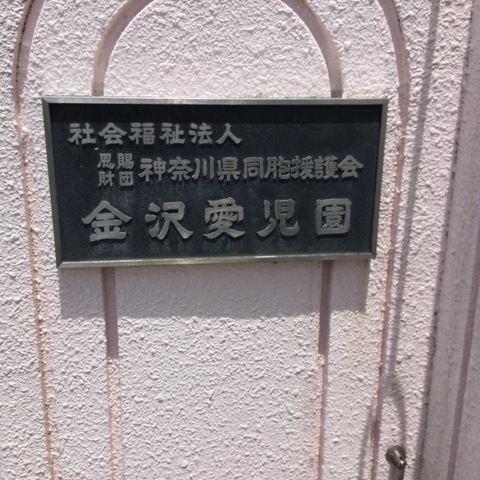 社会福祉法人
恩賜財団 神奈川県同胞援護会
金沢愛児園